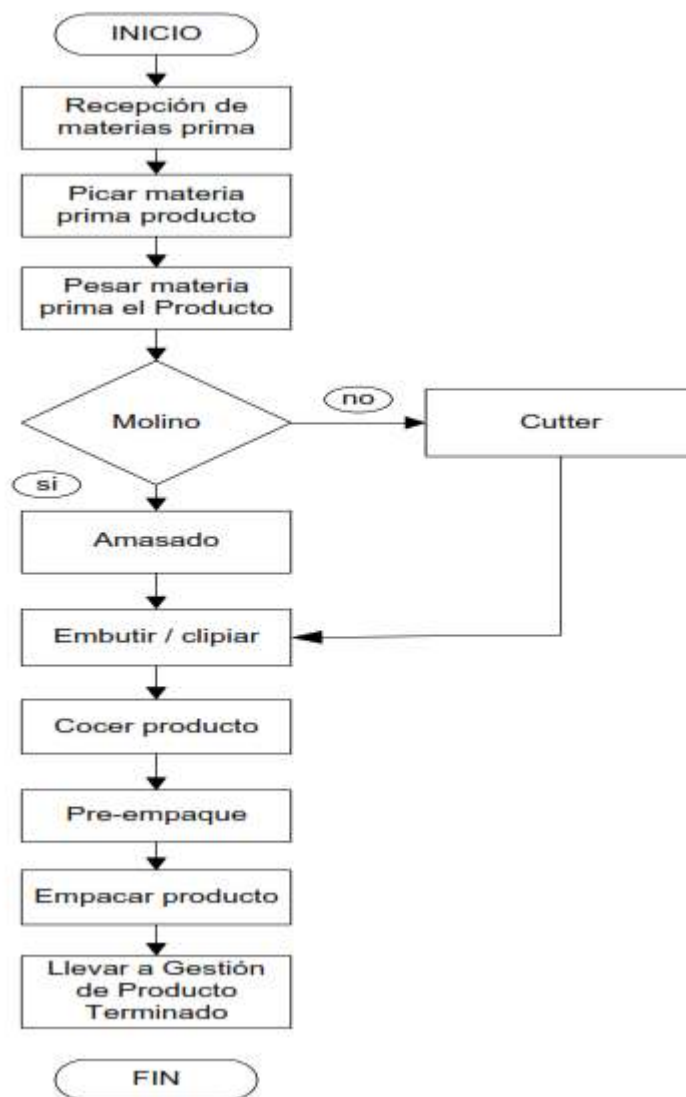 INICIO
Recepción de
materias prima
Picar materia
prima producto
Pesar materia
prima el Producto
Molino
no
Cutter
si
Amasado
Embutir / clipiar
Cocer producto
Pre-empaque
Empacar producto
Llevar a Gestión
de Producto
Terminado
FIN